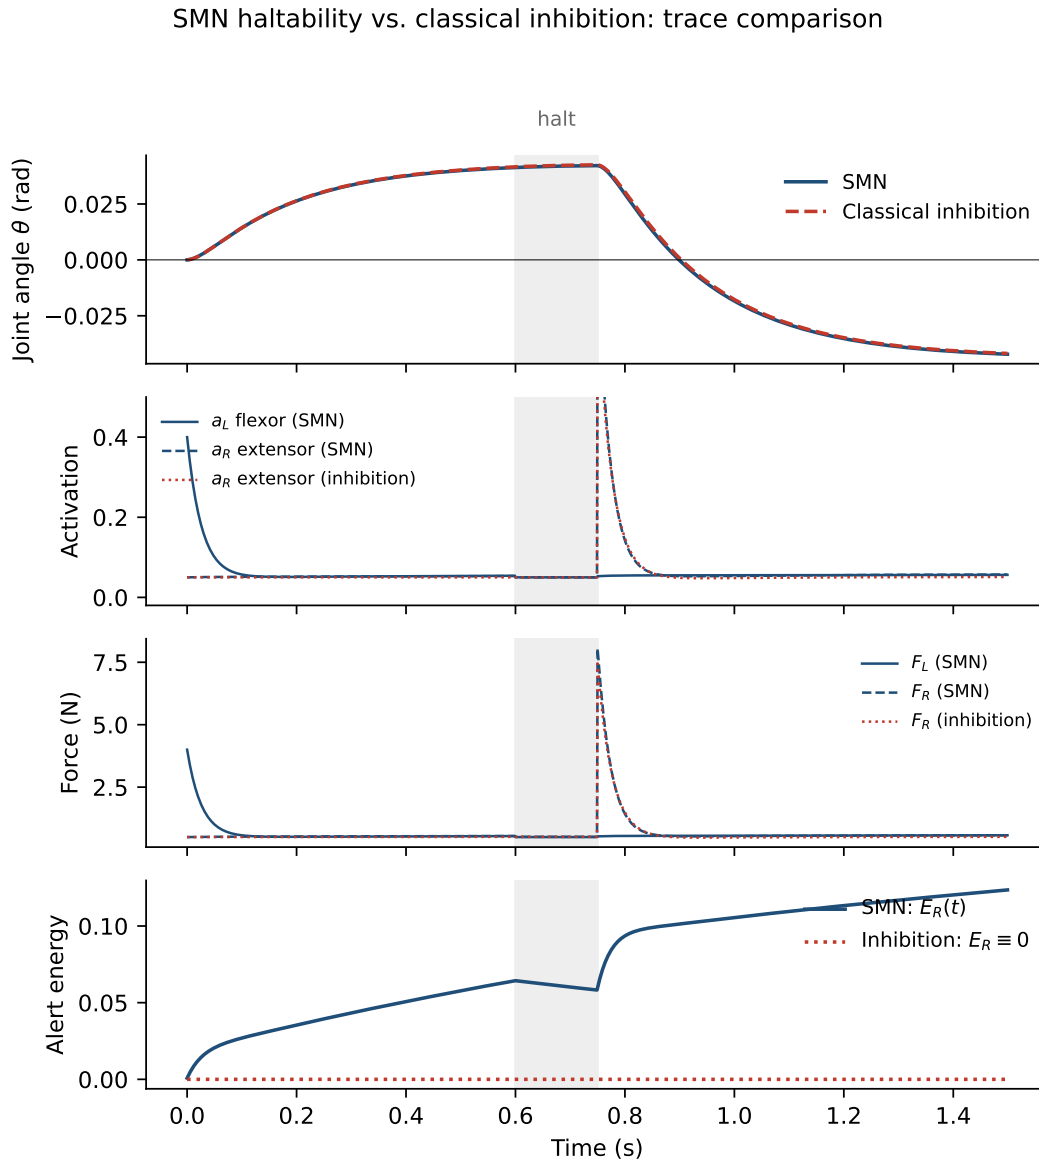 SMN haltability vs. classical inhibition: trace comparison
halt
Joint angle θ (rad)
0.025
0.000
−0.025
SMN
Classical inhibition
Activation
0.4
0.2
0.0
a_L flexor (SMN)
a_R extensor (SMN)
a_R extensor (inhibition)
Force (N)
7.5
5.0
2.5
F_L (SMN)
F_R (SMN)
F_R (inhibition)
Alert energy
0.10
0.05
0.00
SMN: E_R(t)
Inhibition: E_R ≡ 0
0.0 0.2 0.4 0.6 0.8 1.0 1.2 1.4
Time (s)